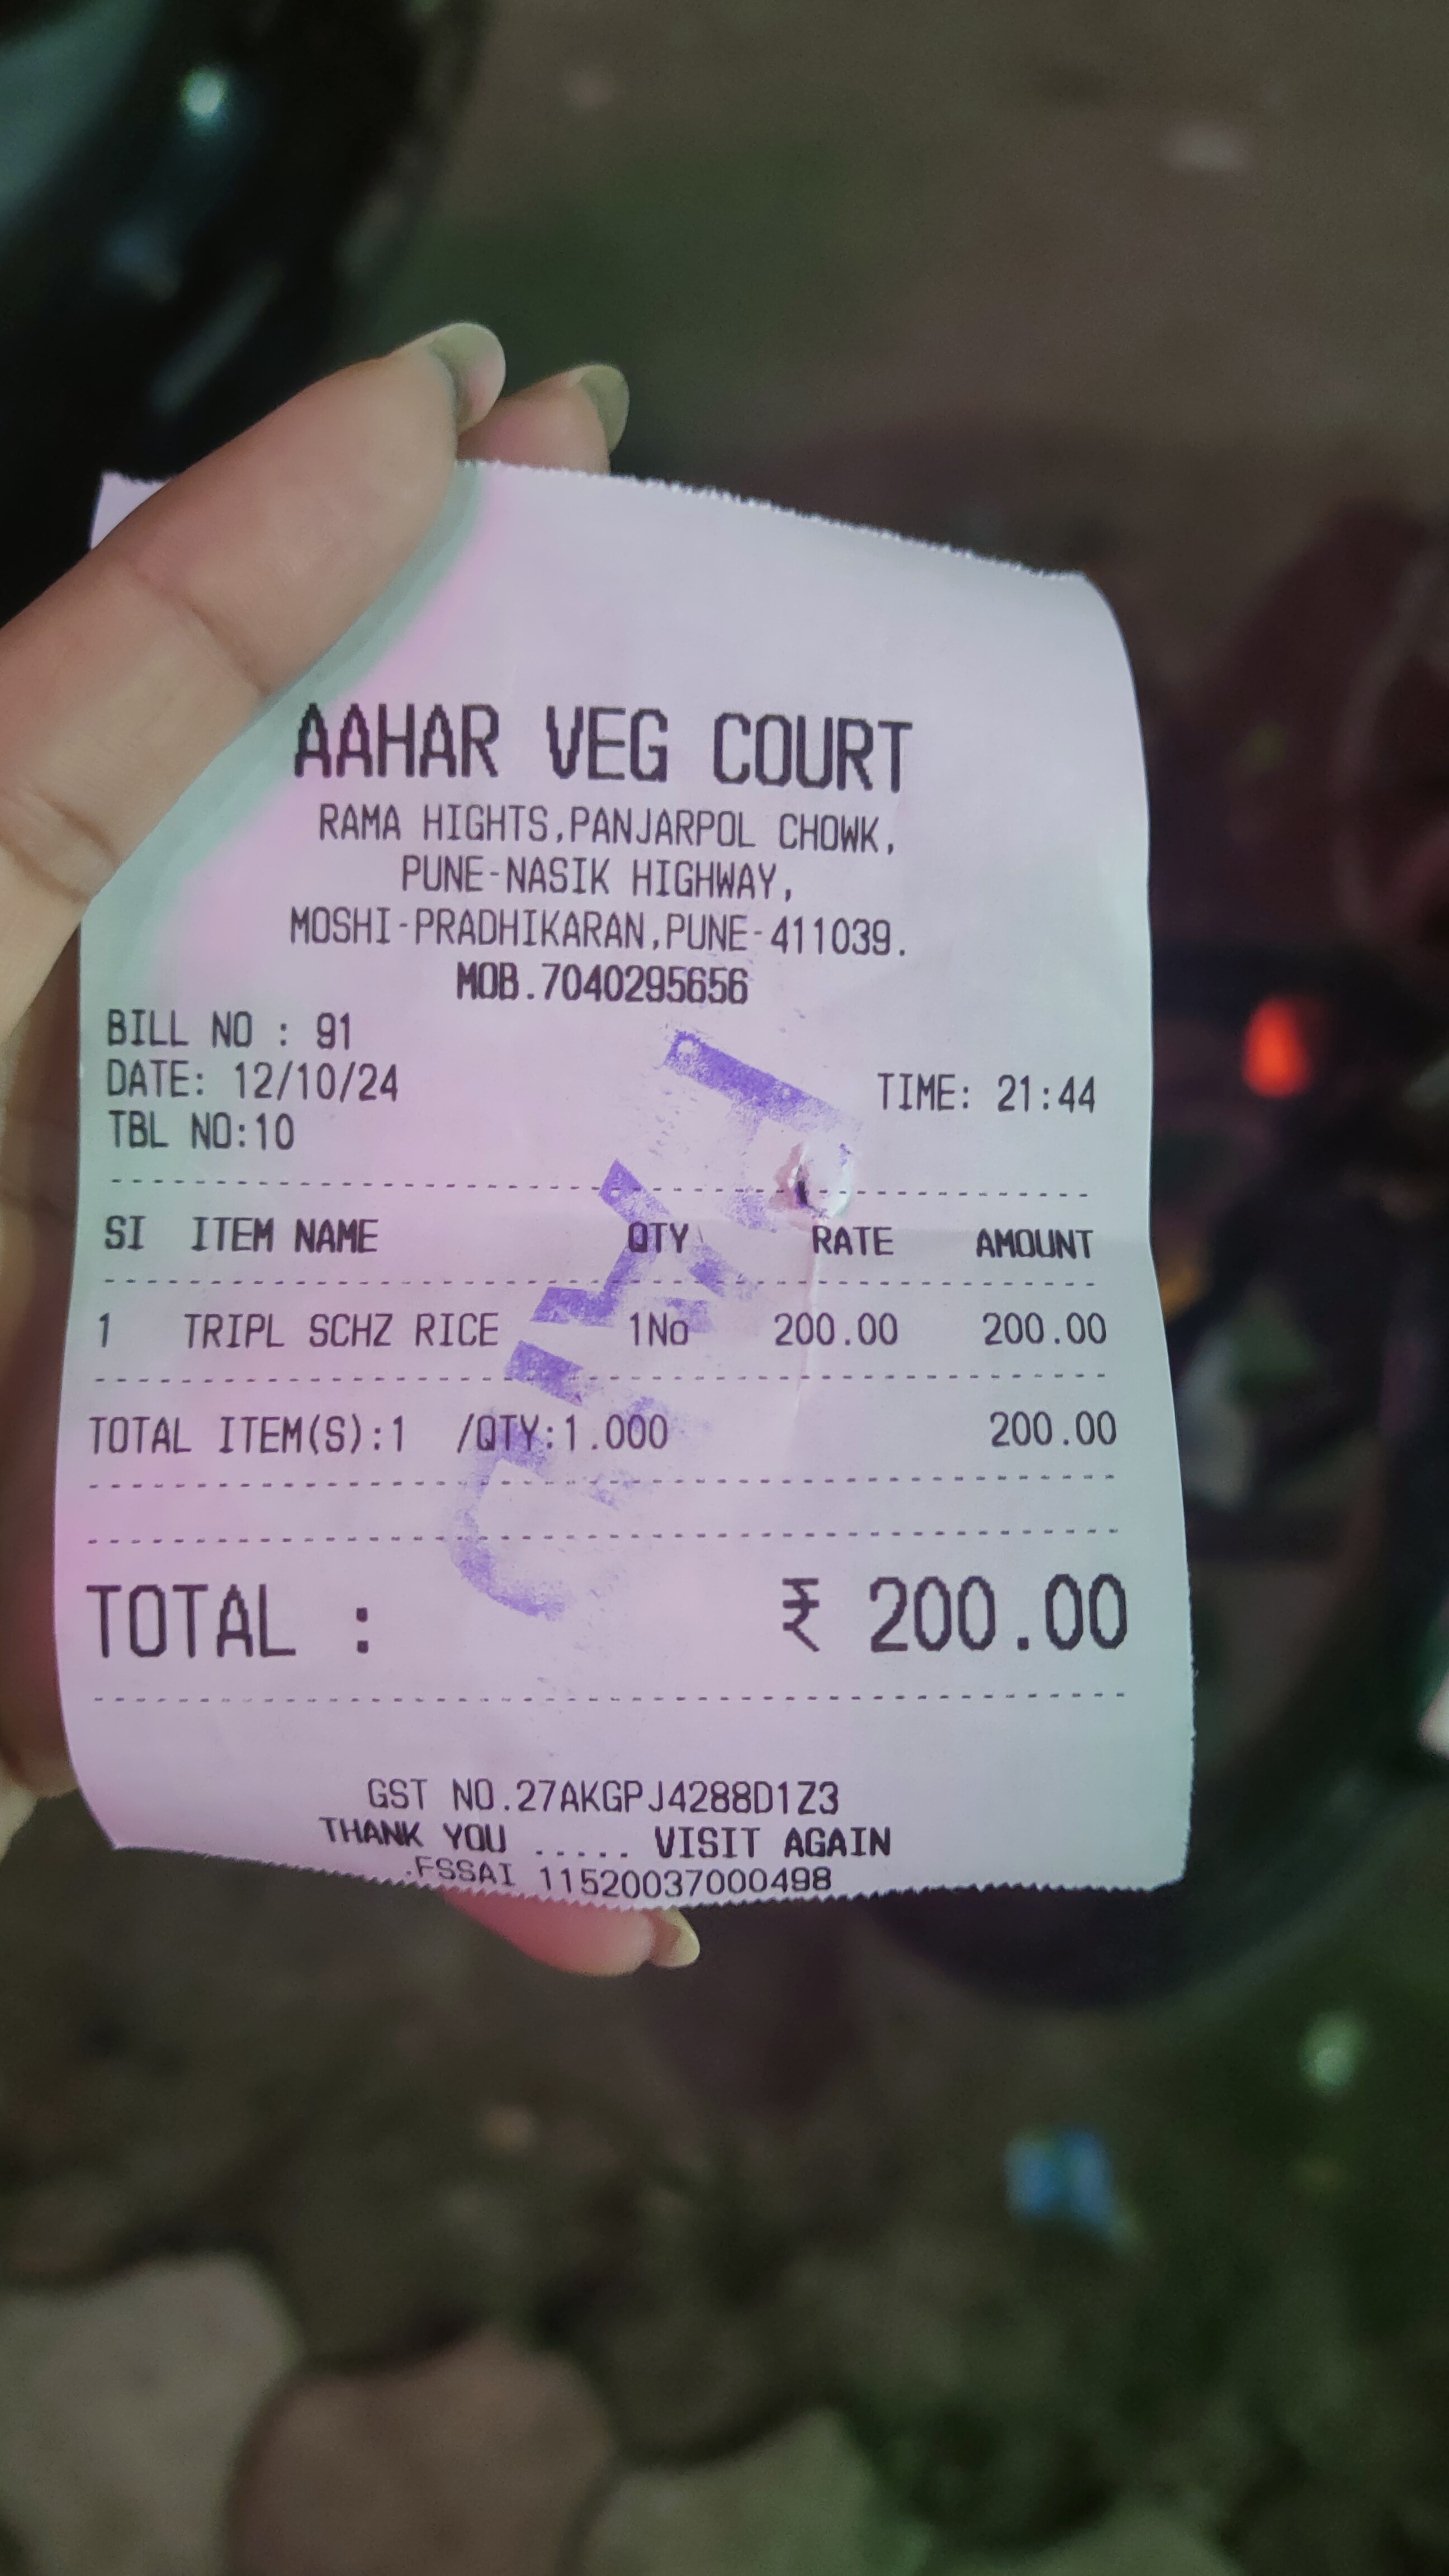 AAHAR VEG COURT
RAMA HIGHTS,PANJARPOL CHOWK,
PUNE-NASIK HIGHWAY,
MOSHI-PRADHIKARAN,PUNE-411039.
MOB.7040295656
BILL NO : 91
DATE: 12/10/24 TIME: 21:44
TBL NO:10
SI ITEM NAME QTY RATE AMOUNT
1 TRIPL SCHZ RICE 1No 200.00 200.00
TOTAL ITEM(S):1 /QTY:1.000 200.00
TOTAL : ₹ 200.00
GST NO.27AKGPJ4288D1Z3
THANK YOU ..... VISIT AGAIN
.FSSAI 11520037000498